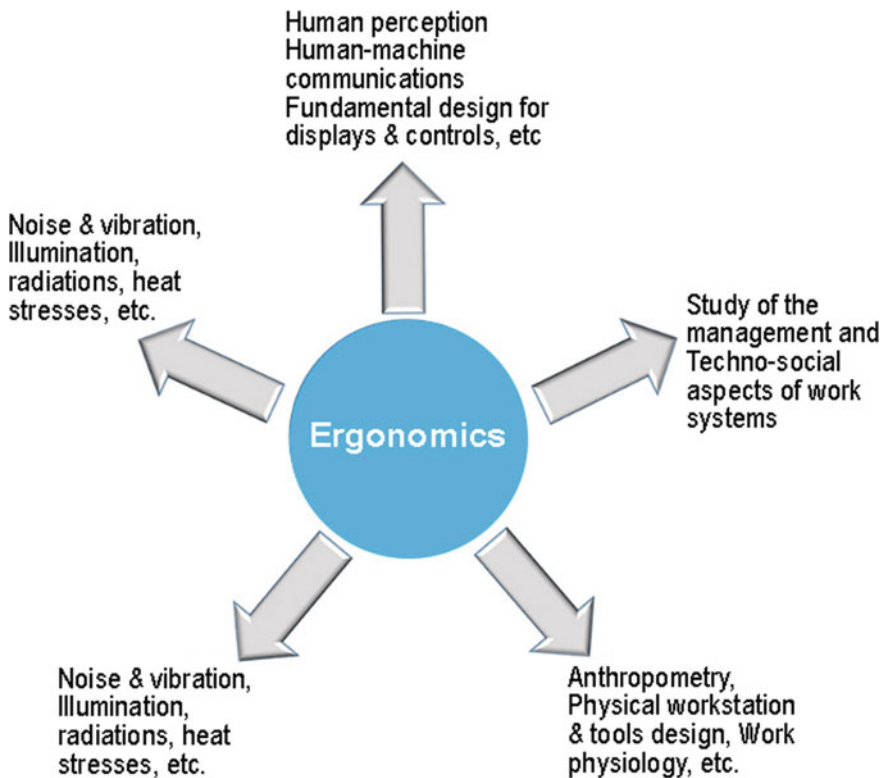 Human perception
Human-machine
communications
Fundamental design for
displays & controls, etc
Noise & vibration,
Illumination,
radiations, heat
stresses, etc.
Study of the
management and
Techno-social
aspects of work
systems
Ergonomics
Noise & vibration,
Illumination,
radiations, heat
stresses, etc.
Anthropometry,
Physical workstation
& tools design, Work
physiology, etc.